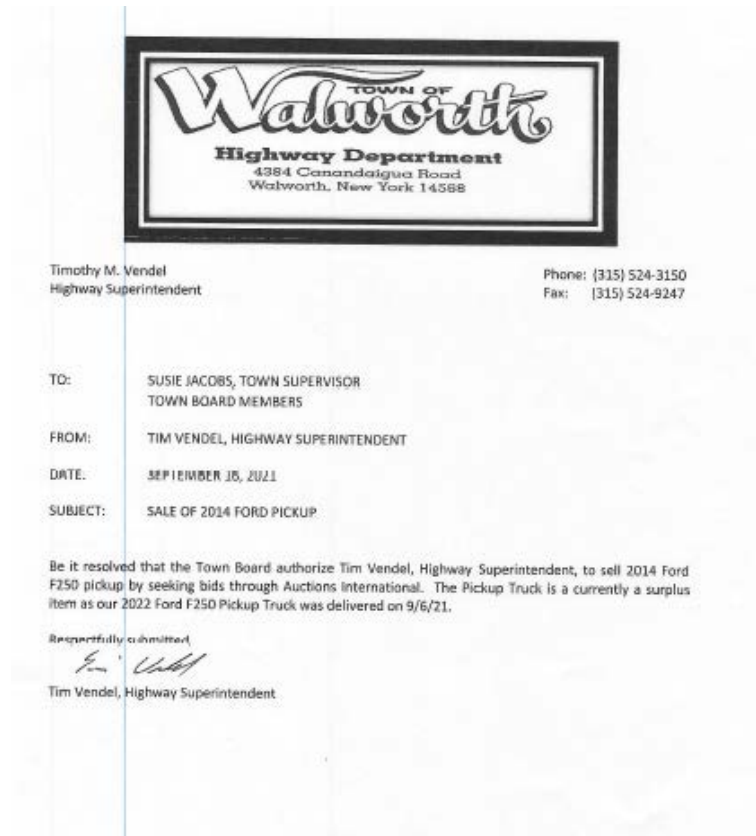 TOWN OF
Walworth
Highway Department
4384 Canandaigua Road
Walworth, New York 14568
Timothy M. Vendel
Highway Superintendent
Phone: (315) 524-3150
Fax: (315) 524-9247
TO: SUSIE JACOBS, TOWN SUPERVISOR
TOWN BOARD MEMBERS
FROM: TIM VENDEL, HIGHWAY SUPERINTENDENT
DATE. SEPTEMBER 2021
SUBJECT: SALE OF 2014 FORD PICKUP
Be it resolved that the Town Board authorize Tim Vendel, Highway Superintendent, to sell 2014 Ford
F250 pickup by seeking bids through Auctions International. The Pickup Truck is a currently a surplus
item as our 2022 Ford F250 Pickup Truck was delivered on 9/6/21.
Respectfully submitted,
Tim Vendel
Tim Vendel, Highway Superintendent